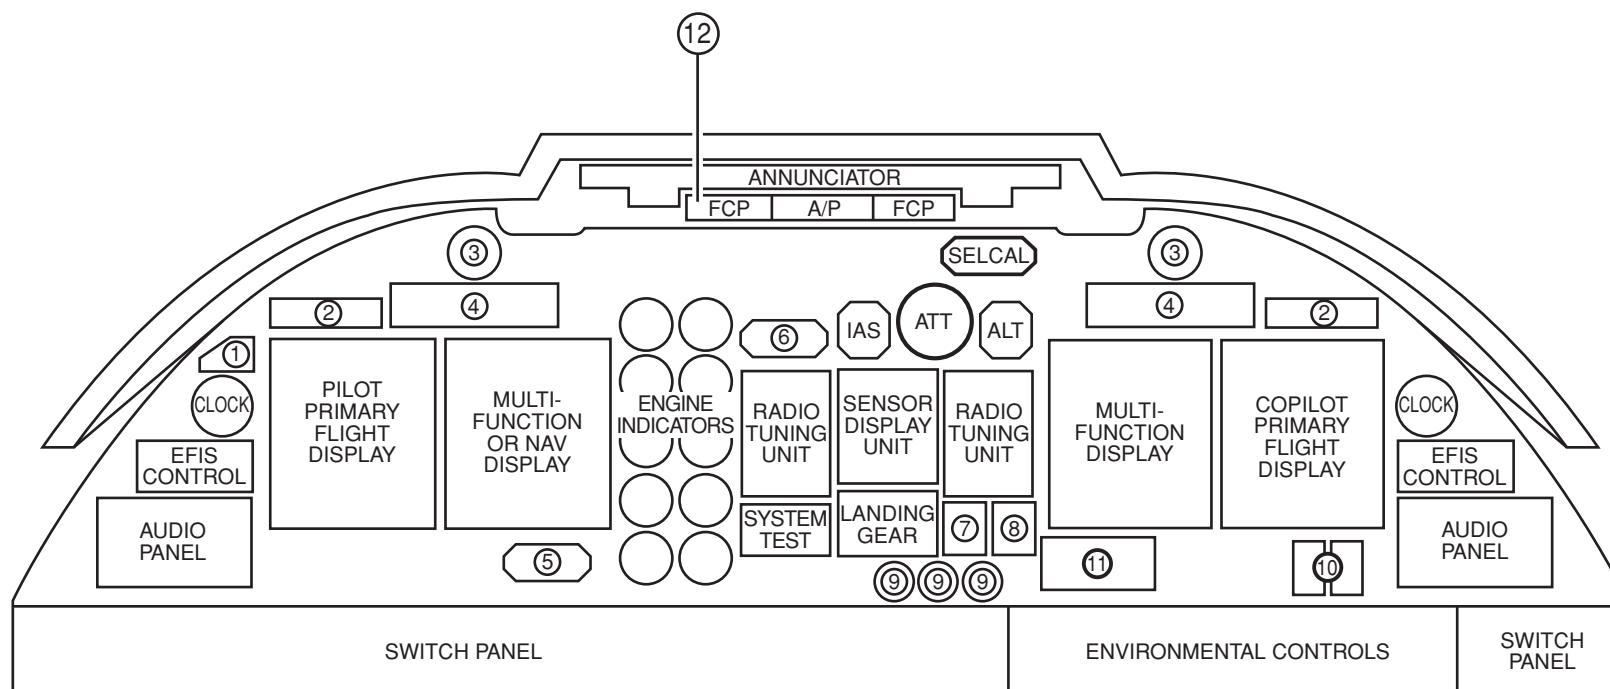 12
ANNUNCIATOR
FCP
A/P
FCP
3
SELCAL
3
4
4
2
2
6
IAS
ATT
ALT
1
CLOCK
PILOT
PRIMARY
FLIGHT
DISPLAY
MULTI-
FUNCTION
OR NAV
DISPLAY
ENGINE
INDICATORS
RADIO
TUNING
UNIT
SENSOR
DISPLAY
UNIT
RADIO
TUNING
UNIT
MULTI-
FUNCTION
DISPLAY
COPILOT
PRIMARY
FLIGHT
DISPLAY
CLOCK
EFIS
CONTROL
EFIS
CONTROL
AUDIO
PANEL
SYSTEM
TEST
LANDING
GEAR
7
8
AUDIO
PANEL
5
9
9
9
11
10
SWITCH PANEL
ENVIRONMENTAL CONTROLS
SWITCH
PANEL